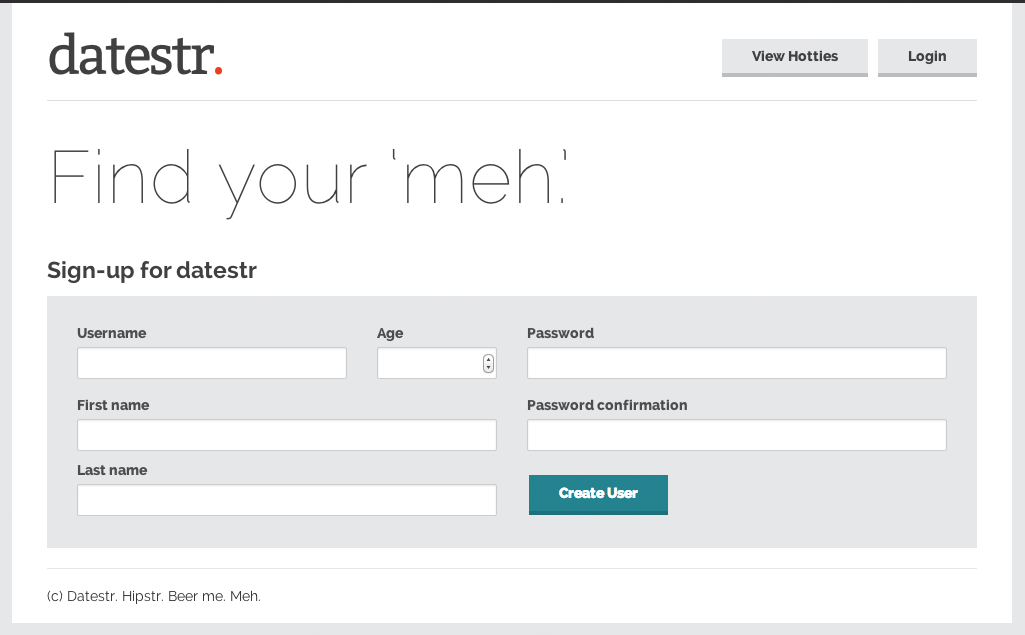 datestr.
View Hotties
Login
Find your 'meh.'
Sign-up for datestr
Username
Age
Password
First name
Password confirmation
Last name
Create User
(c) Datestr. Hipstr. Beer me. Meh.